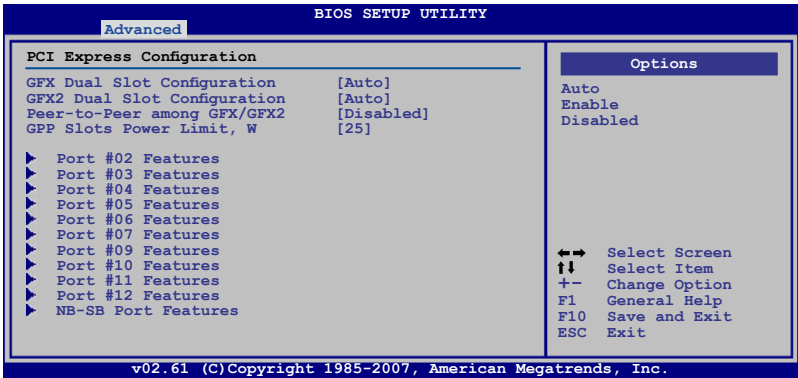 BIOS SETUP UTILITY
Advanced
PCI Express Configuration
GFX Dual Slot Configuration [Auto]
GFX2 Dual Slot Configuration [Auto]
Peer-to-Peer among GFX/GFX2 [Disabled]
GPP Slots Power Limit, W [25]
Port #02 Features
Port #03 Features
Port #04 Features
Port #05 Features
Port #06 Features
Port #07 Features
Port #09 Features
Port #10 Features
Port #11 Features
Port #12 Features
NB-SB Port Features
Options
Auto
Enable
Disabled
←→ Select Screen
↑↓ Select Item
+- Change Option
F1 General Help
F10 Save and Exit
ESC Exit
v02.61 (C)Copyright 1985-2007, American Megatrends, Inc.